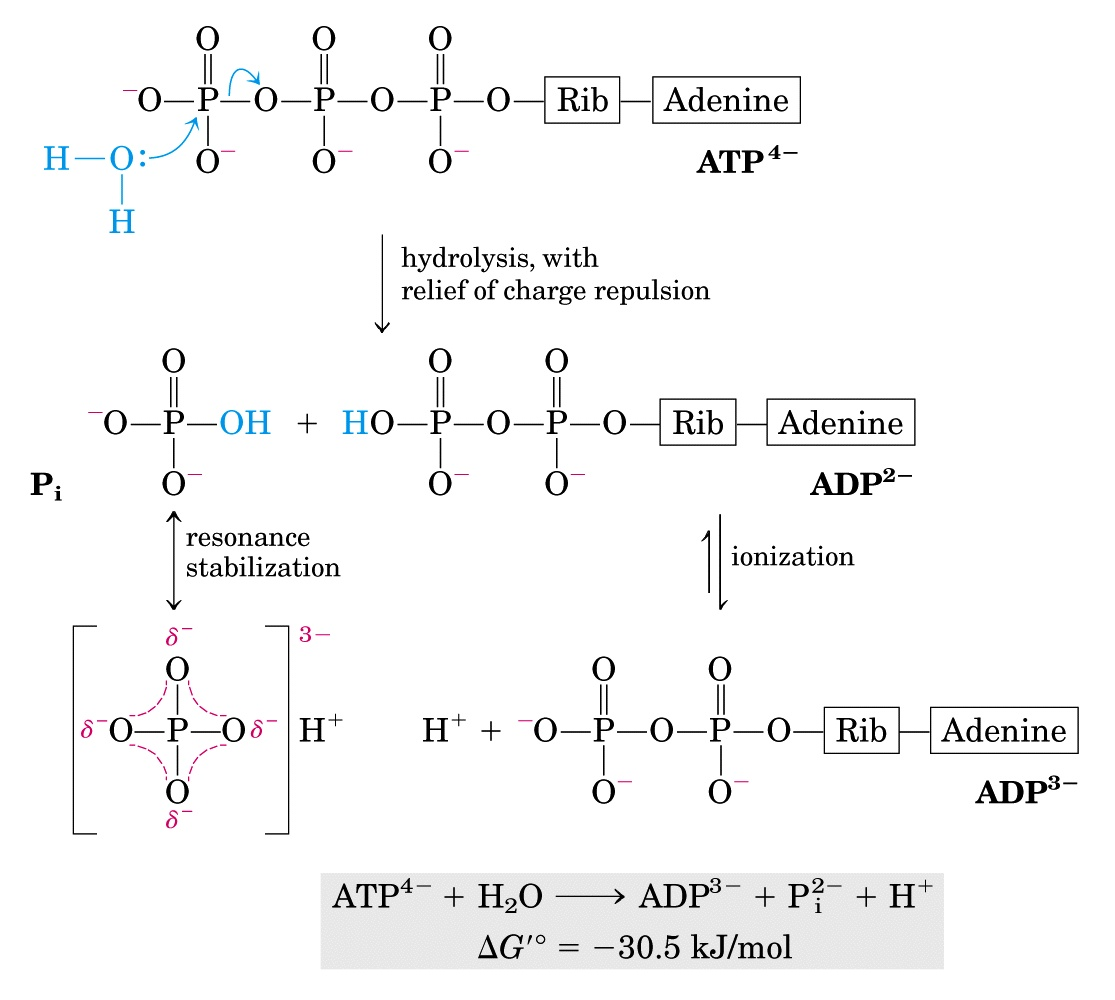 O O O
⁻O—P—O—P—O—P—O—Rib—Adenine
H—O: O⁻ O⁻ O⁻ ATP⁴⁻
H
hydrolysis, with
relief of charge repulsion
O O O
⁻O—P—OH + HO—P—O—P—O—Rib—Adenine
Pᵢ O⁻ O⁻ O⁻ ADP²⁻
resonance
stabilization
ionization
δ⁻ 3−
O O O
δ⁻O—P—Oδ⁻ H⁺ H⁺ + ⁻O—P—O—P—O—Rib—Adenine
O O⁻ O⁻ ADP³⁻
δ⁻
ATP⁴⁻ + H₂O ⟶ ADP³⁻ + Pᵢ²⁻ + H⁺
ΔG′° = −30.5 kJ/mol